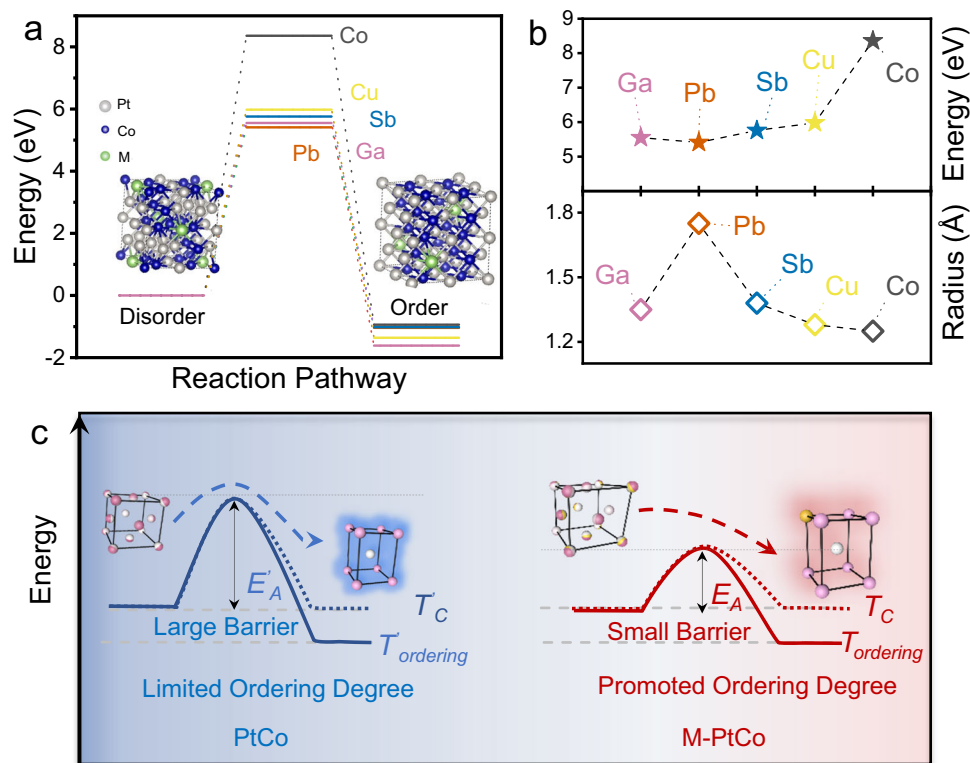 a
Energy (eV)
8
6
4
2
0
-2
Pt
Co
M
Co
Cu
Sb
Pb
Ga
Disorder
Order
Reaction Pathway
b
Ga
Pb
Sb
Cu
Co
9
8
7
6
5
Energy (eV)
Ga
Pb
Sb
Cu
Co
1.8
1.5
1.2
Radius (Å)
c
Energy
E'A
T'C
Large Barrier
T'ordering
Limited Ordering Degree
PtCo
EA
TC
Small Barrier
Tordering
Promoted Ordering Degree
M-PtCo